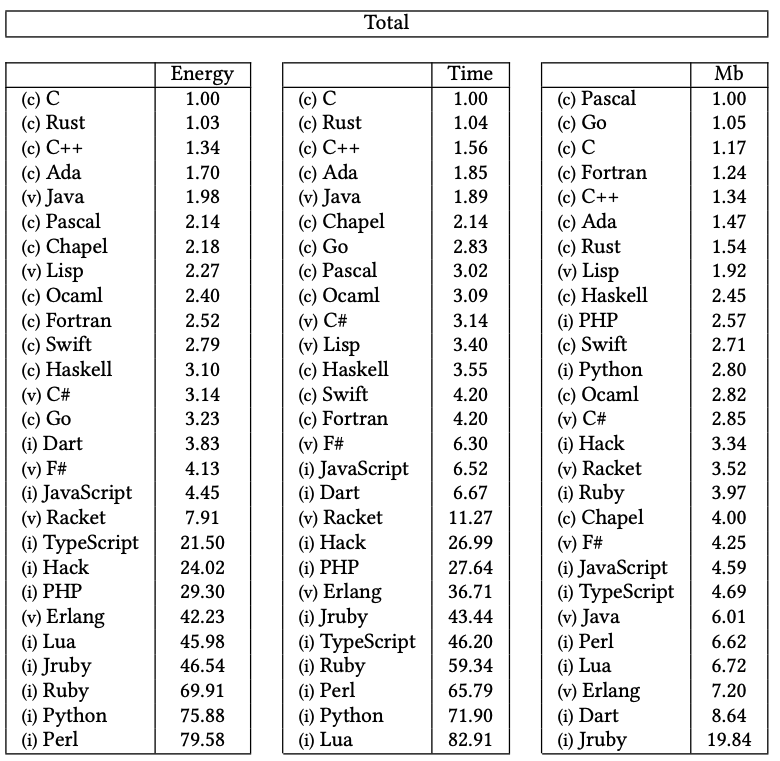 Total
Energy Time Mb
(c) C 1.00 (c) C 1.00 (c) Pascal 1.00
(c) Rust 1.03 (c) Rust 1.04 (c) Go 1.05
(c) C++ 1.34 (c) C++ 1.56 (c) C 1.17
(c) Ada 1.70 (c) Ada 1.85 (c) Fortran 1.24
(v) Java 1.98 (v) Java 1.89 (c) C++ 1.34
(c) Pascal 2.14 (c) Chapel 2.14 (c) Ada 1.47
(c) Chapel 2.18 (c) Go 2.83 (c) Rust 1.54
(v) Lisp 2.27 (c) Pascal 3.02 (v) Lisp 1.92
(c) Ocaml 2.40 (c) Ocaml 3.09 (c) Haskell 2.45
(c) Fortran 2.52 (v) C# 3.14 (i) PHP 2.57
(c) Swift 2.79 (v) Lisp 3.40 (c) Swift 2.71
(c) Haskell 3.10 (c) Haskell 3.55 (i) Python 2.80
(v) C# 3.14 (c) Swift 4.20 (c) Ocaml 2.82
(c) Go 3.23 (c) Fortran 4.20 (v) C# 2.85
(i) Dart 3.83 (v) F# 6.30 (i) Hack 3.34
(v) F# 4.13 (i) JavaScript 6.52 (v) Racket 3.52
(i) JavaScript 4.45 (i) Dart 6.67 (i) Ruby 3.97
(v) Racket 7.91 (v) Racket 11.27 (c) Chapel 4.00
(i) TypeScript 21.50 (i) Hack 26.99 (v) F# 4.25
(i) Hack 24.02 (i) PHP 27.64 (i) JavaScript 4.59
(i) PHP 29.30 (v) Erlang 36.71 (i) TypeScript 4.69
(v) Erlang 42.23 (i) Jruby 43.44 (v) Java 6.01
(i) Lua 45.98 (i) TypeScript 46.20 (i) Perl 6.62
(i) Jruby 46.54 (i) Ruby 59.34 (i) Lua 6.72
(i) Ruby 69.91 (i) Perl 65.79 (v) Erlang 7.20
(i) Python 75.88 (i) Python 71.90 (i) Dart 8.64
(i) Perl 79.58 (i) Lua 82.91 (i) Jruby 19.84